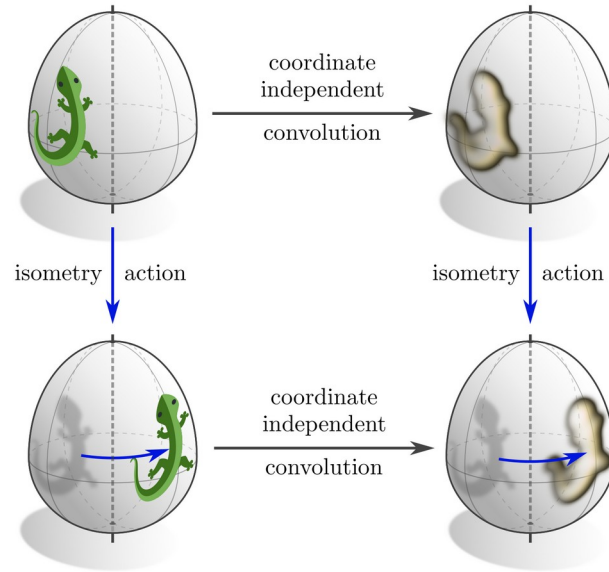 coordinate
independent
convolution
isometry action
isometry action
coordinate
independent
convolution